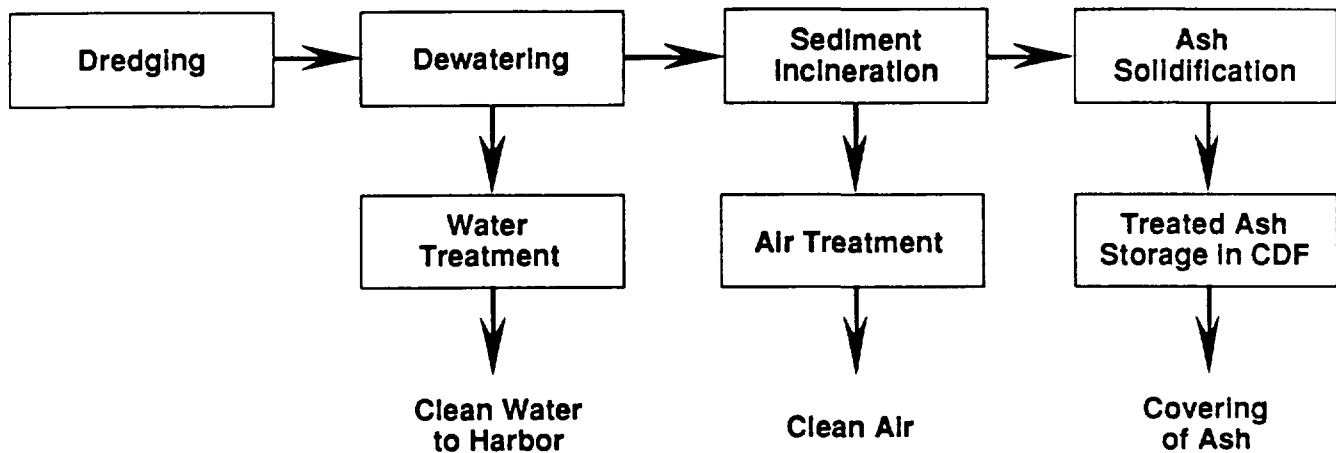 Dredging
Dewatering
Sediment
Incineration
Ash
Solidification
Water
Treatment
Air Treatment
Treated Ash
Storage in CDF
Clean Water
to Harbor
Clean Air
Covering
of Ash